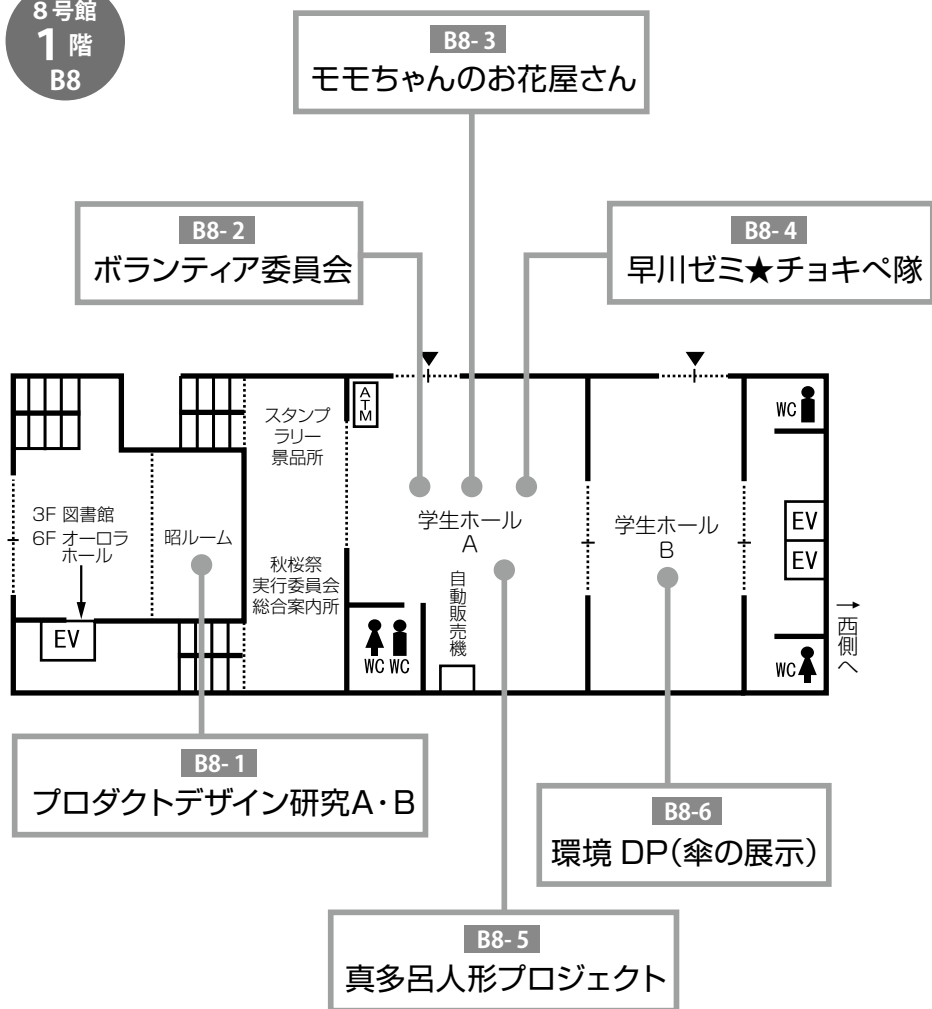 8号館
1階
B8
B8-3
モモちゃんのお花屋さん
B8-2
ボランティア委員会
B8-4
早川ゼミ★チョキペ隊
ATM
スタンプ
ラリー
景品所
WC
3F 図書館
6F オーロラ
ホール
昭ルーム
学生ホール
A
学生ホール
B
EV
EV
秋桜祭
実行委員会
総合案内所
自動販売機
EV
WC WC
WC
→西側へ
B8-1
プロダクトデザイン研究A・B
B8-6
環境 DP(傘の展示)
B8-5
真多呂人形プロジェクト